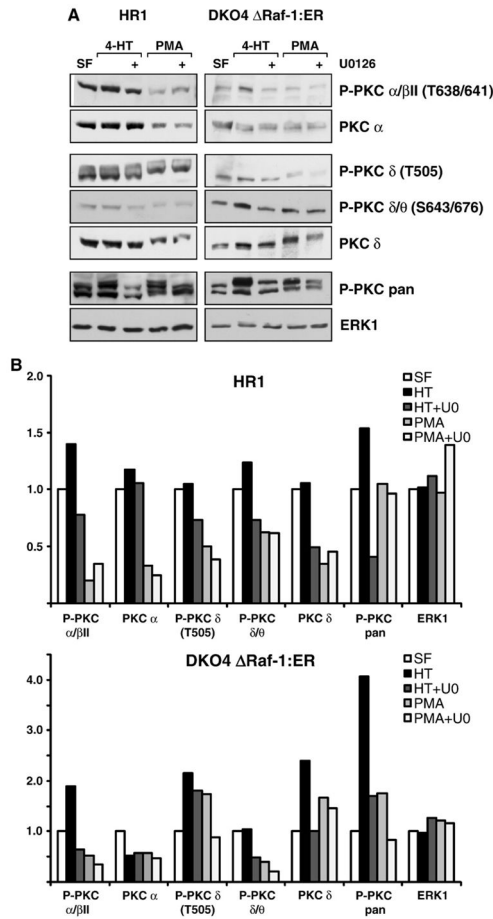 A
HR1
DKO4 ΔRaf-1:ER
4-HT PMA 4-HT PMA
SF + + SF + + U0126
P-PKC α/βII (T638/641)
PKC α
P-PKC δ (T505)
P-PKC δ/θ (S643/676)
PKC δ
P-PKC pan
ERK1
B
HR1
2.0
1.5
1.0
0.5
SF
HT
HT+U0
PMA
PMA+U0
P-PKC α/βII
PKC α
P-PKC δ (T505)
P-PKC δ/θ
PKC δ
P-PKC pan
ERK1
DKO4 ΔRaf-1:ER
4.0
3.0
2.0
1.0
SF
HT
HT+U0
PMA
PMA+U0
P-PKC α/βII
PKC α
P-PKC δ (T505)
P-PKC δ/θ
PKC δ
P-PKC pan
ERK1